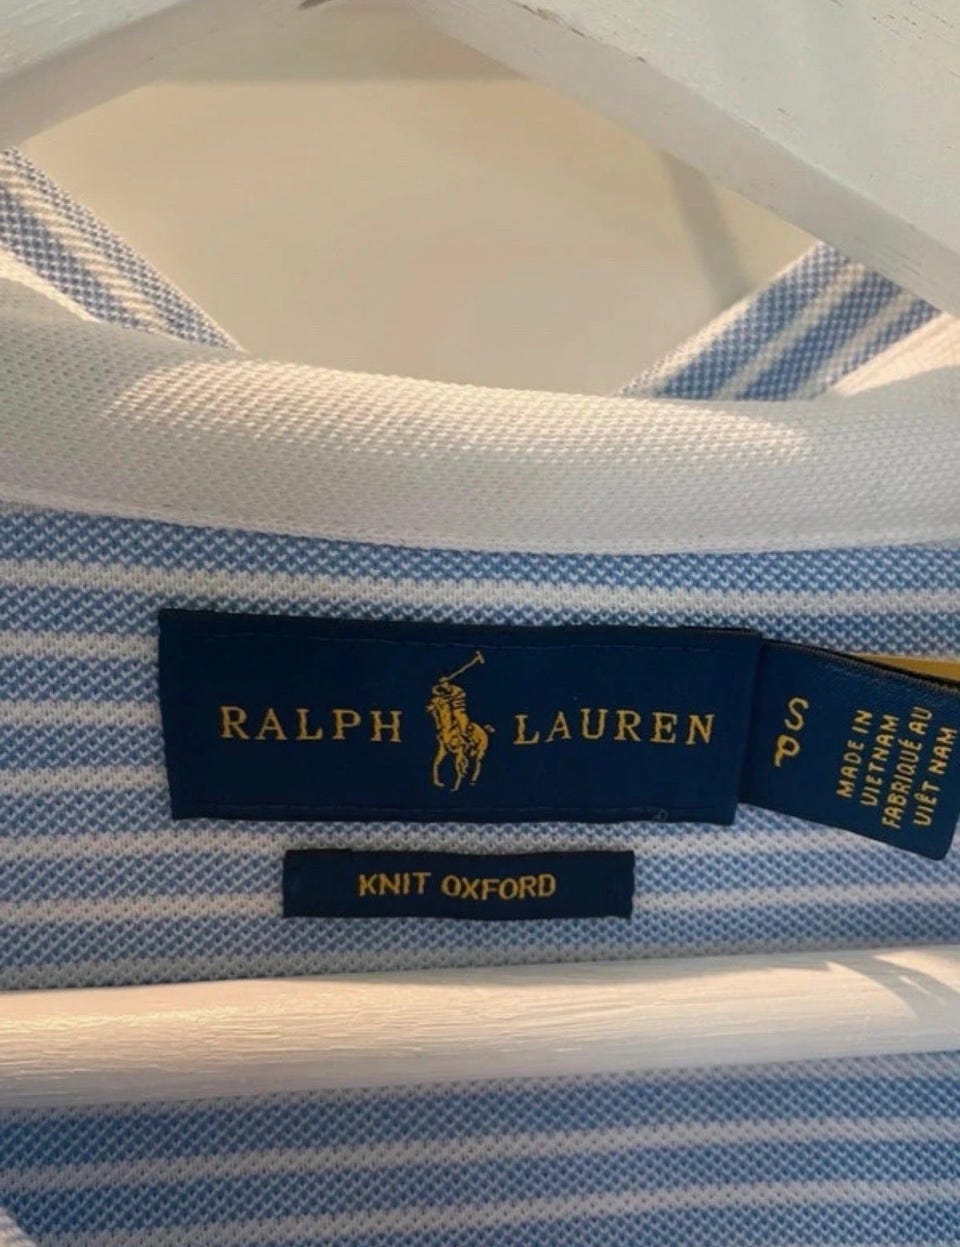 RALPH LAUREN
S
P
MADE IN
VIETNAM
FABRIQUÉ AU
VIÊT NAM
KNIT OXFORD